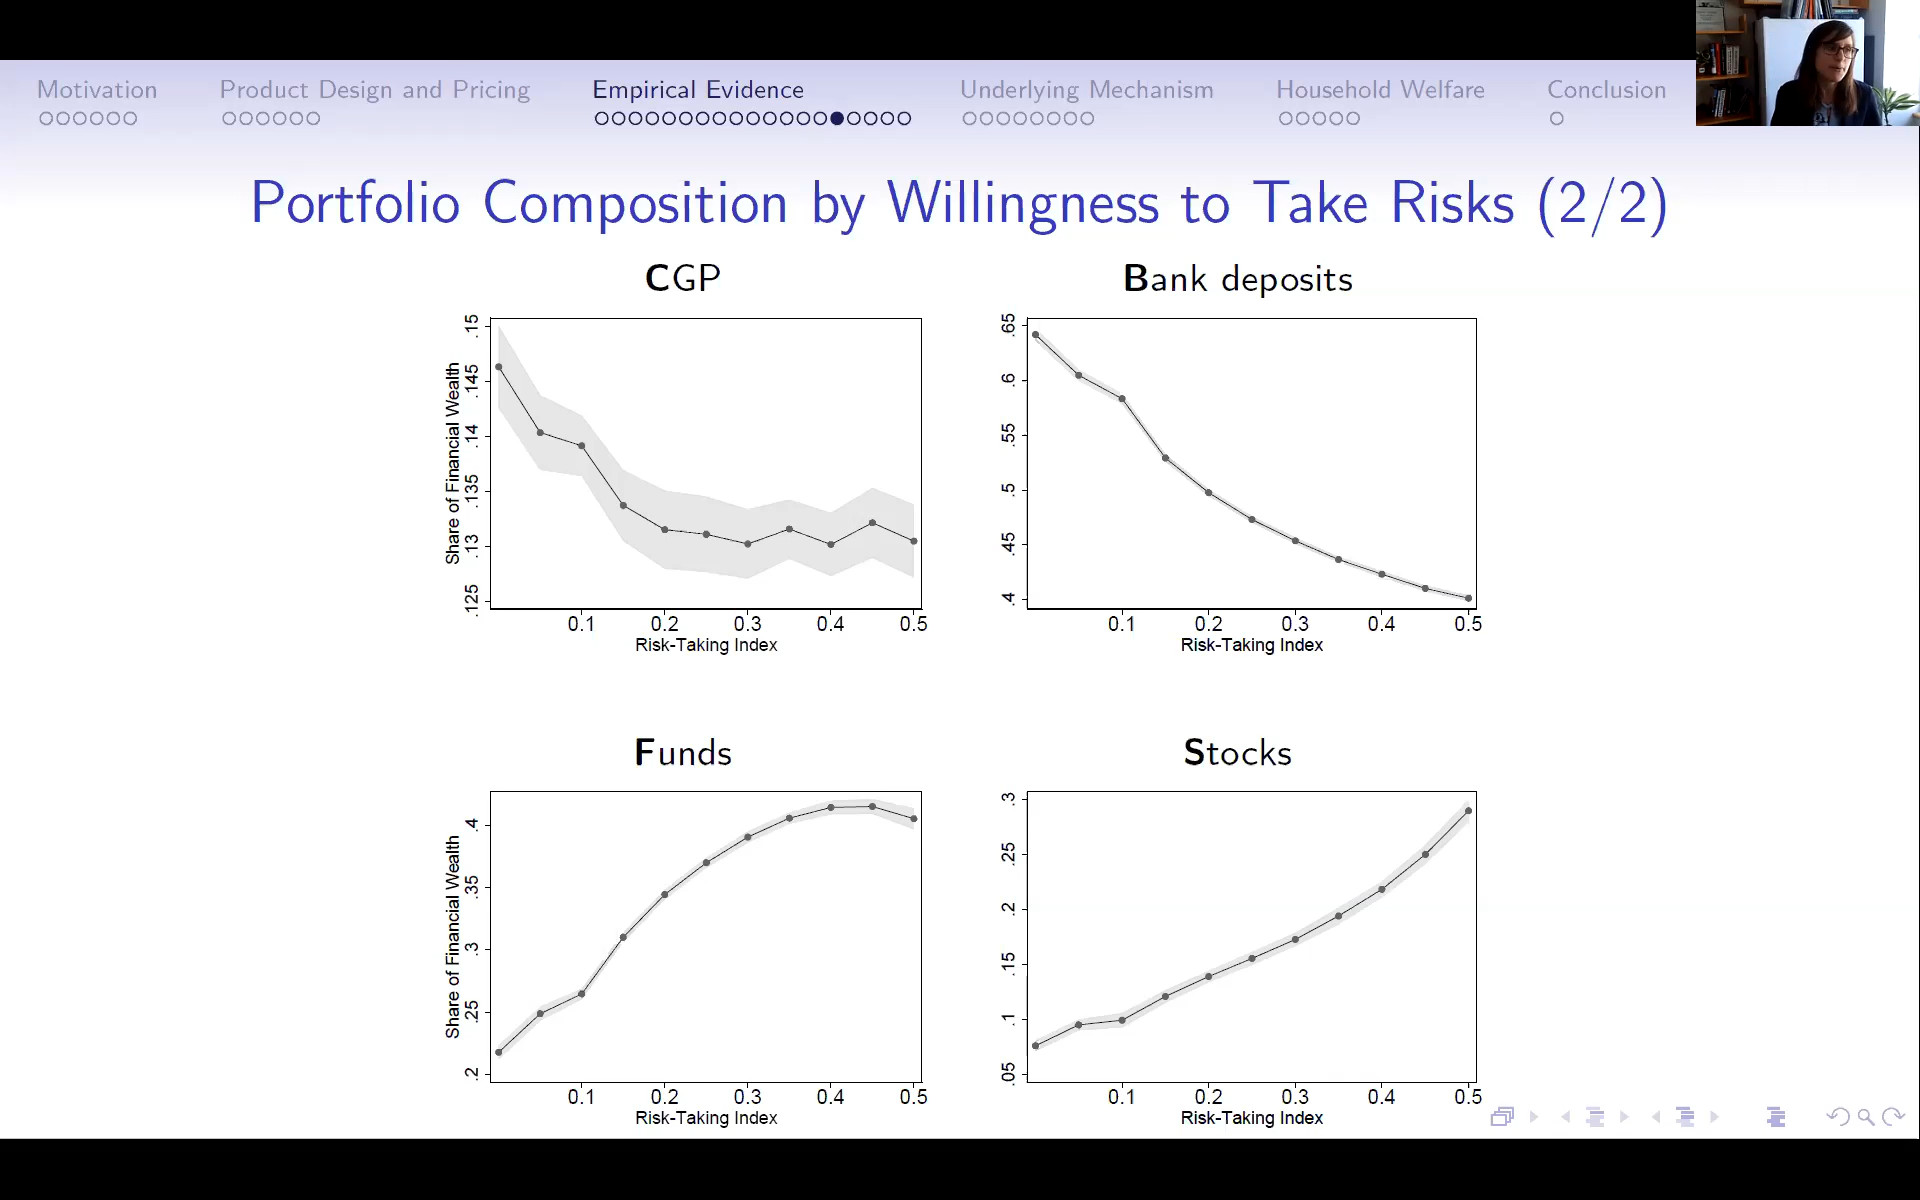 Motivation
Product Design and Pricing
Empirical Evidence
Underlying Mechanism
Household Welfare
Conclusion
Portfolio Composition by Willingness to Take Risks (2/2)
CGP
Share of Financial Wealth
.15
.145
.14
.135
.13
.125
0.1 0.2 0.3 0.4 0.5
Risk-Taking Index
Bank deposits
.65
.6
.55
.5
.45
.4
0.1 0.2 0.3 0.4 0.5
Risk-Taking Index
Funds
Share of Financial Wealth
.4
.35
.3
.25
.2
0.1 0.2 0.3 0.4 0.5
Risk-Taking Index
Stocks
.3
.25
.2
.15
.1
.05
0.1 0.2 0.3 0.4 0.5
Risk-Taking Index